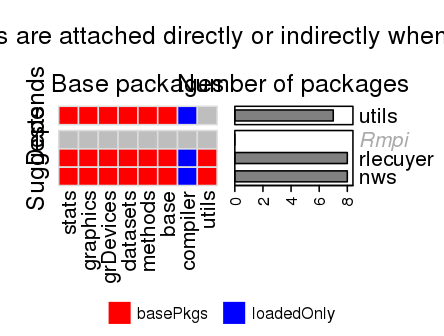 s are attached directly or indirectly when
Base packages
Number of packages
Depends
utils
Suggests
Rmpi
rlecuyer
nws
stats
graphics
grDevices
datasets
methods
base
compiler
utils
0 2 4 6 8
basePkgs
loadedOnly